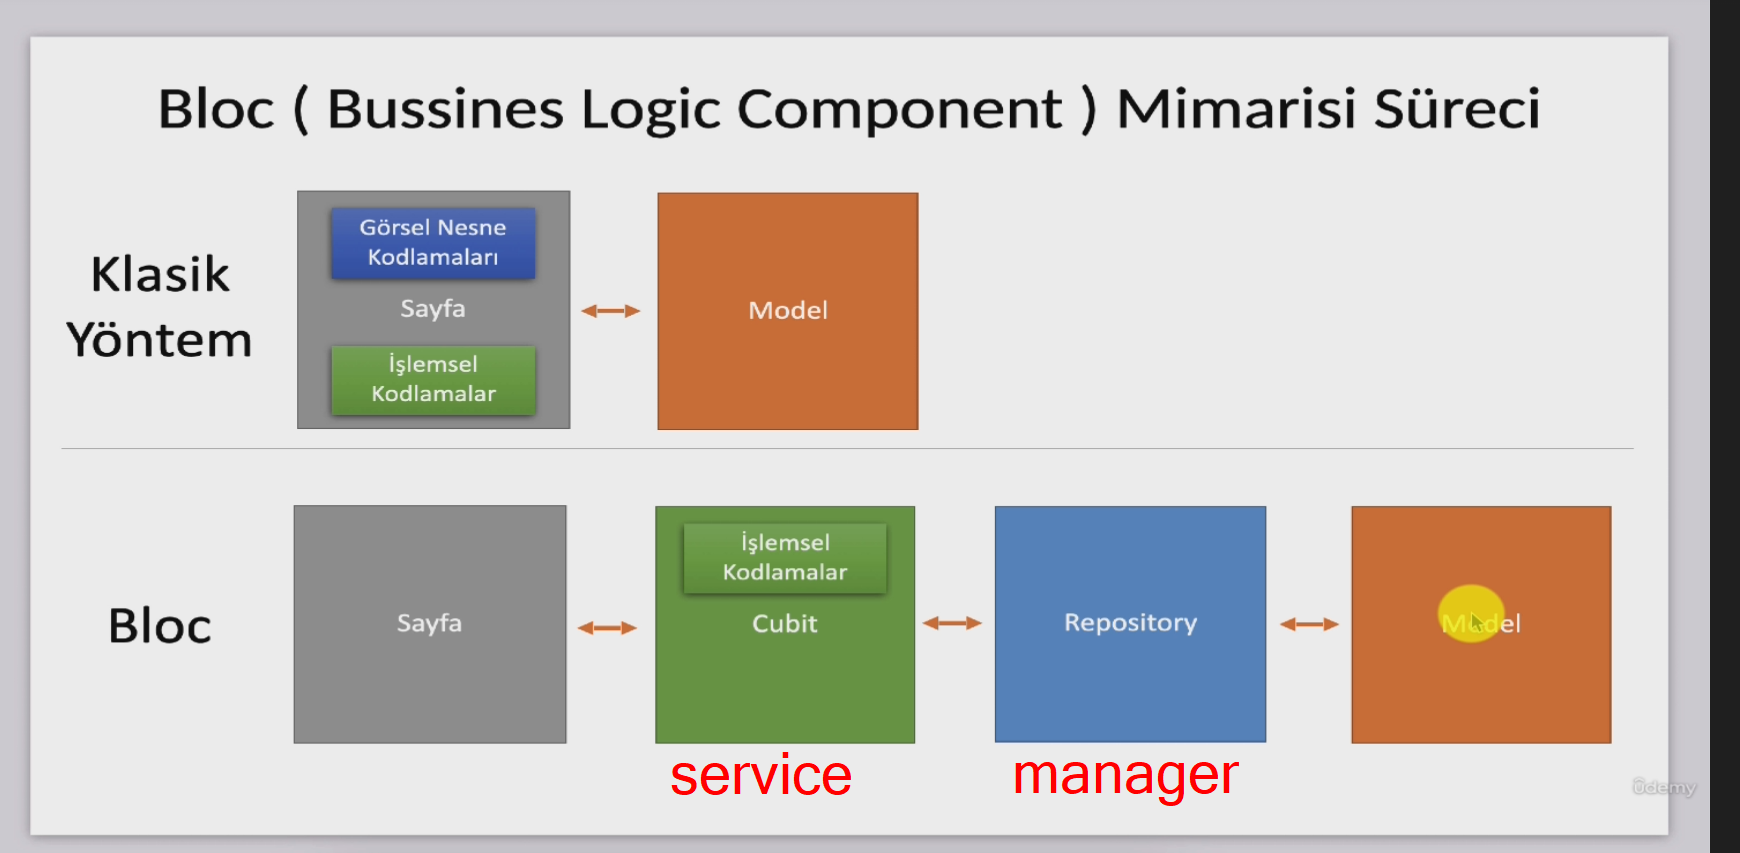 Bloc ( Bussines Logic Component ) Mimarisi Süreci
Klasik
Yöntem
Görsel Nesne
Kodlamaları
Sayfa
İşlemsel
Kodlamalar
Model
Bloc
Sayfa
İşlemsel
Kodlamalar
Cubit
Repository
Model
service
manager
ûdemy